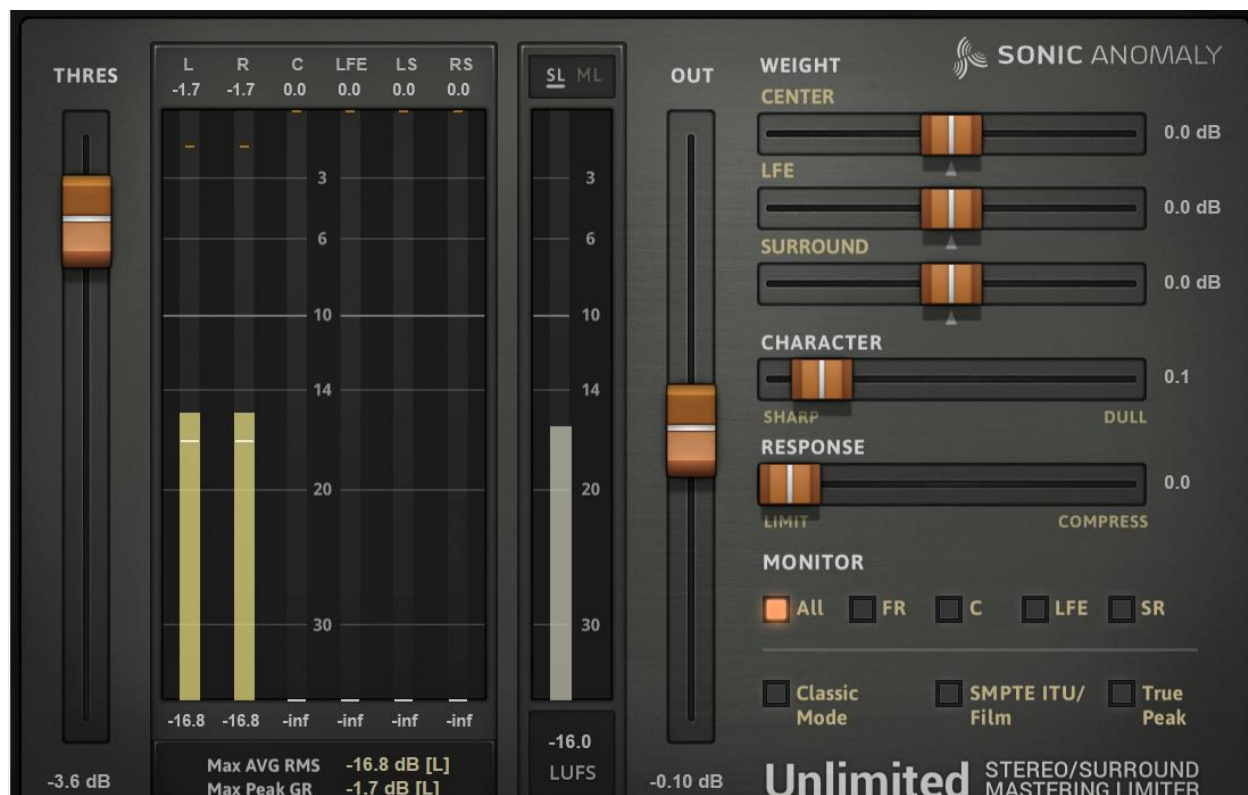 SONIC ANOMALY
THRES
L R C LFE LS RS
-1.7 -1.7 0.0 0.0 0.0 0.0
SL ML
OUT
WEIGHT
CENTER
0.0 dB
LFE
0.0 dB
SURROUND
0.0 dB
CHARACTER
0.1
SHARP DULL
RESPONSE
0.0
LIMIT COMPRESS
MONITOR
All FR C LFE SR
Classic Mode
SMPTE ITU/
Film
True
Peak
3 3
6 6
10 10
14 14
20 20
30 30
-16.8 -16.8 -inf -inf -inf -inf
-16.0
LUFS
Max AVG RMS -16.8 dB [L]
Max Peak GR -1.7 dB [L]
-3.6 dB
-0.10 dB
Unlimited
STEREO/SURROUND
MASTERING LIMITER